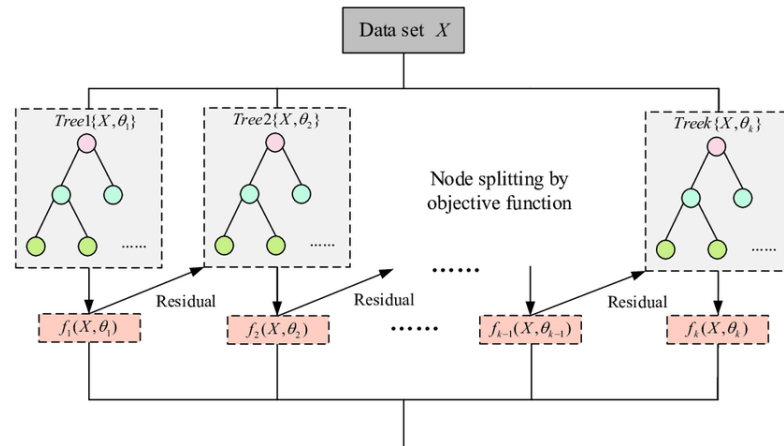 Data set X
Tree1{X,θ₁}
Tree2{X,θ₂}
Treek{X,θₖ}
Node splitting by
objective function
......
......
......
......
Residual
Residual
Residual
f₁(X,θ₁)
f₂(X,θ₂)
......
fₖ₋₁(X,θₖ₋₁)
fₖ(X,θₖ)